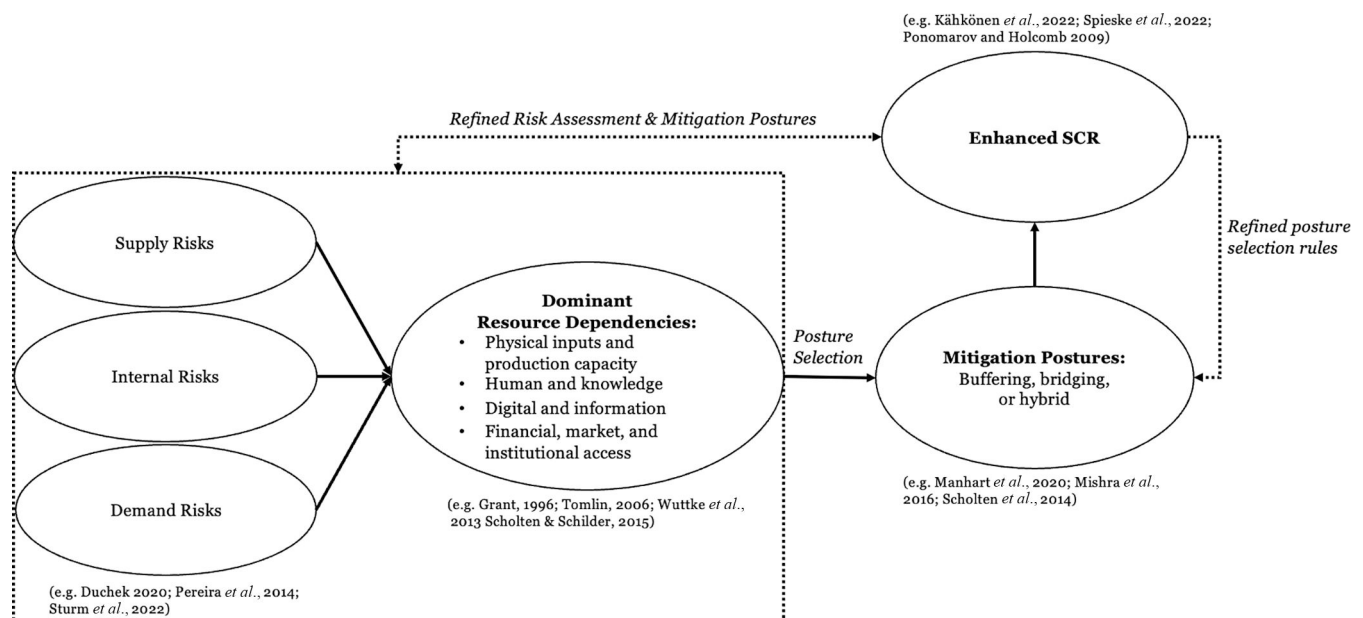 (e.g. Kähkönen et al., 2022; Spieske et al., 2022;
Ponomarov and Holcomb 2009)
Refined Risk Assessment & Mitigation Postures
Enhanced SCR
Refined posture
selection rules
Supply Risks
Internal Risks
Demand Risks
(e.g. Duchek 2020; Pereira et al., 2014;
Sturm et al., 2022)
Dominant
Resource Dependencies:
• Physical inputs and
production capacity
• Human and knowledge
• Digital and information
• Financial, market, and
institutional access
(e.g. Grant, 1996; Tomlin, 2006; Wuttke et al.,
2013 Scholten & Schilder, 2015)
Posture
Selection
Mitigation Postures:
Buffering, bridging,
or hybrid
(e.g. Manhart et al., 2020; Mishra et al.,
2016; Scholten et al., 2014)